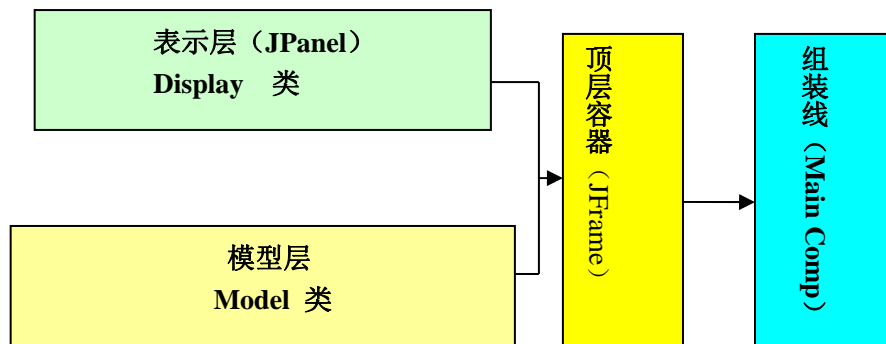 表示层（JPanel）
Display 类
模型层
Model 类
顶层容器（JFrame）
组装线（Main Comp）